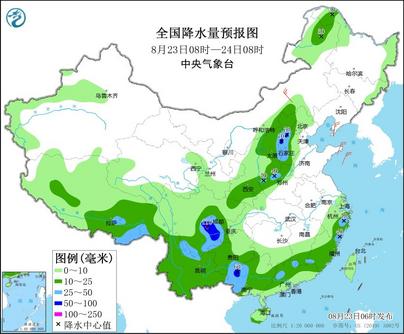 全国降水量预报图
8月23日08时—24日08时
中央气象台
哈尔滨
长春
沈阳
乌鲁木齐
呼和浩特
北京
天津
石家庄
太原
银川
济南
西宁
兰州
郑州
西安
合肥
南京
上海
杭州
拉萨
成都
重庆
武汉
南昌
长沙
贵阳
福州
昆明
广州
南宁
海口
图例(毫米)
0～10
10～25
25～50
50～100
100～250
× 降水中心值
08月23日06时发布